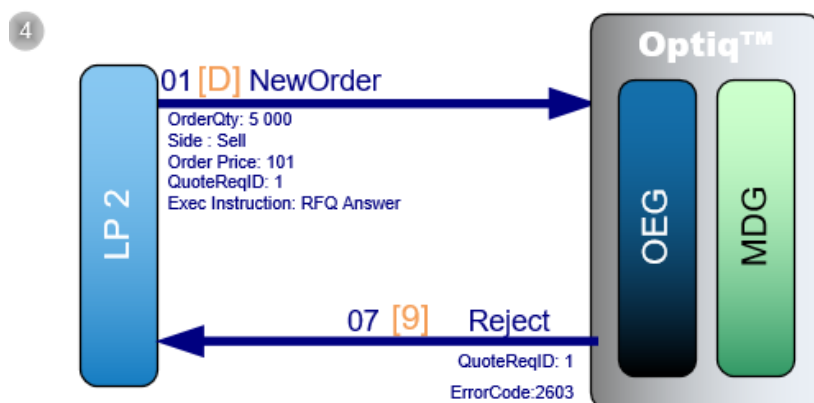 4
Optiq™
01 [D] NewOrder
OrderQty: 5 000
Side : Sell
Order Price: 101
QuoteReqID: 1
Exec Instruction: RFQ Answer
LP 2
OEG
MDG
07 [9] Reject
QuoteReqID: 1
ErrorCode:2603